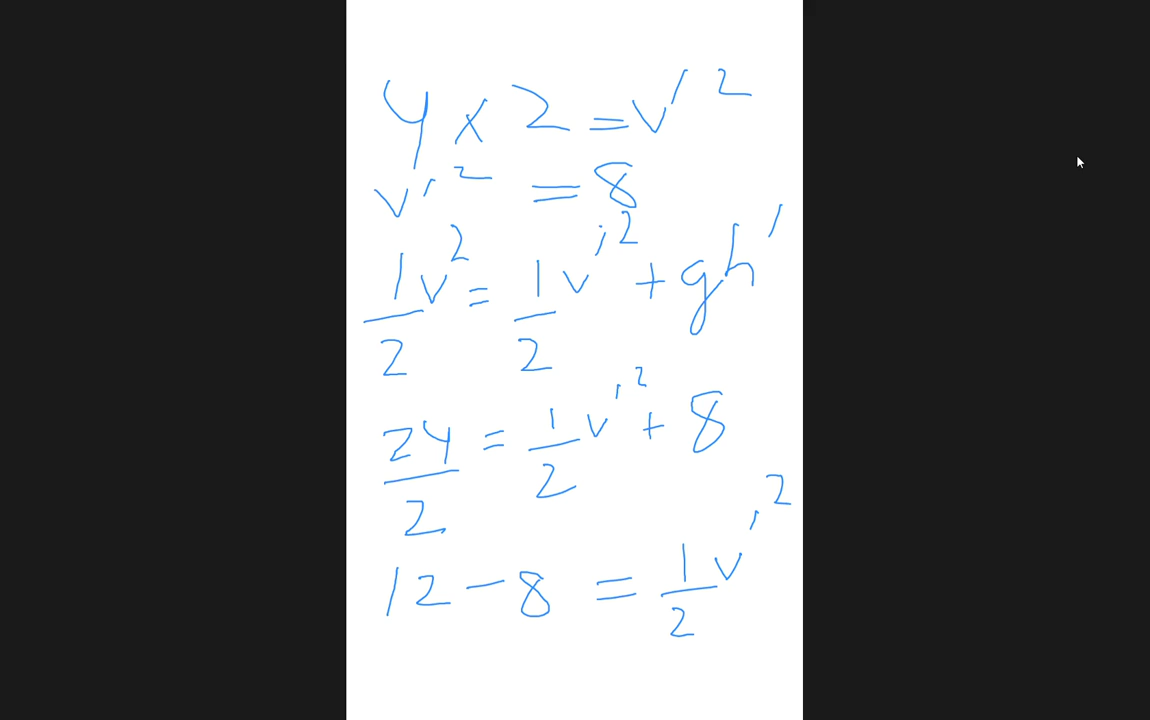 4 × 2 = v'²
v'² = 8
1/2 v² = 1/2 v'² + gh'
24/2 = 1/2 v'² + 8
12 - 8 = 1/2 v'²